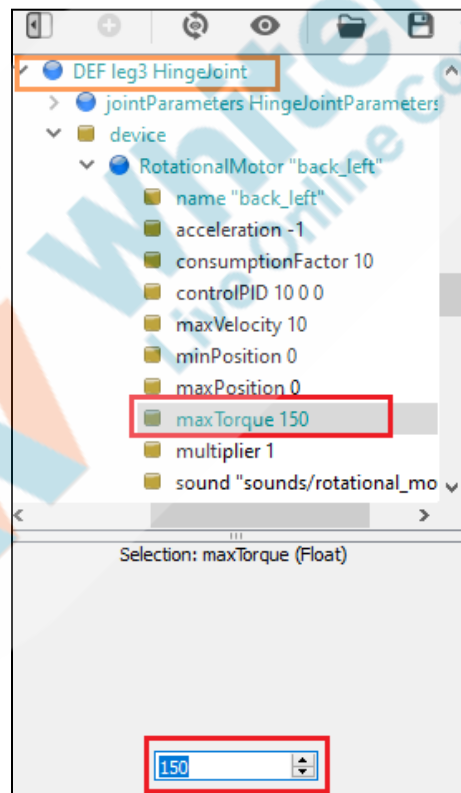 DEF leg3 HingeJoint
jointParameters HingeJointParameters
device
RotationalMotor "back_left"
name "back_left"
acceleration -1
consumptionFactor 10
controlPID 10 0 0
maxVelocity 10
minPosition 0
maxPosition 0
maxTorque 150
multiplier 1
sound "sounds/rotational_mo
Selection: maxTorque (Float)
150